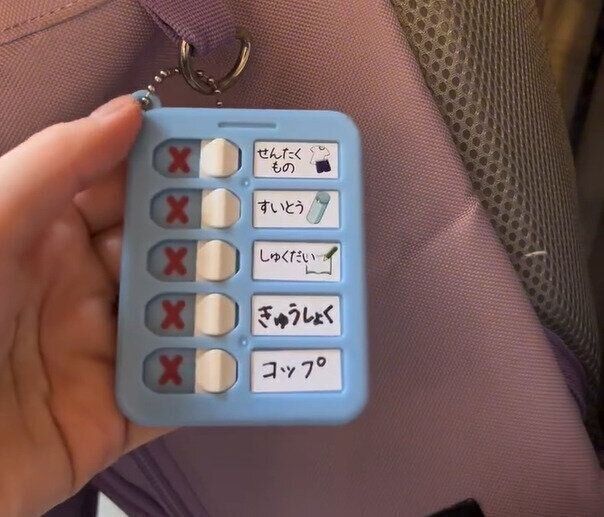 X せんたく
もの
X すいとう
X しゅくだい
X きゅうしょく
X コップ